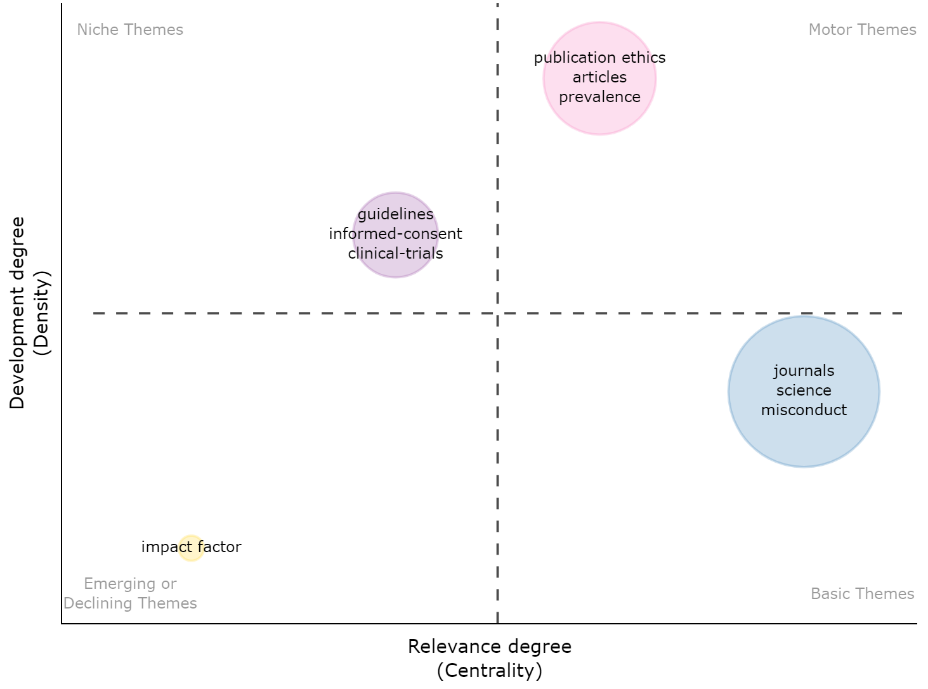 Niche Themes
Motor Themes
publication ethics
articles
prevalence
guidelines
informed-consent
clinical-trials
journals
science
misconduct
impact factor
Emerging or
Declining Themes
Basic Themes
Development degree
(Density)
Relevance degree
(Centrality)